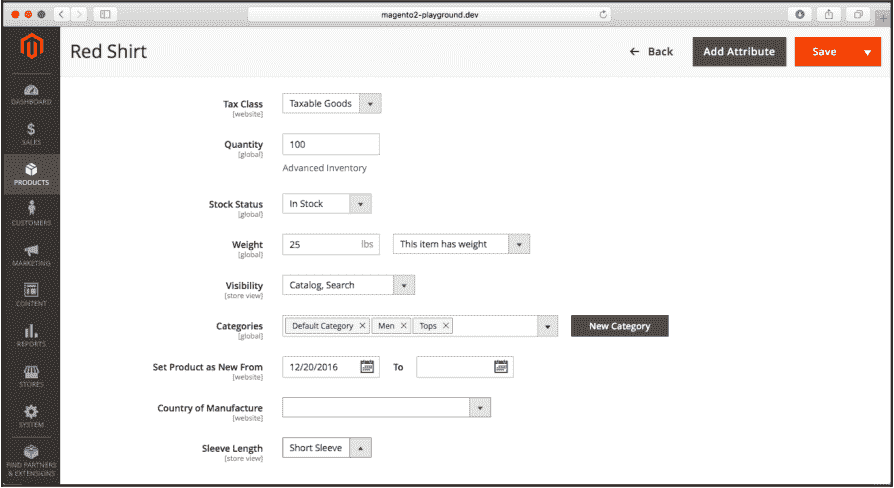 magento2-playground.dev
Red Shirt
← Back
Add Attribute
Save
DASHBOARD
SALES
PRODUCTS
CUSTOMERS
MARKETING
CONTENT
REPORTS
STORES
SYSTEM
FIND PARTNERS
& EXTENSIONS
Tax Class
[website]
Taxable Goods
Quantity
[global]
100
Advanced Inventory
Stock Status
[global]
In Stock
Weight
[global]
25 lbs
This item has weight
Visibility
[store view]
Catalog, Search
Categories
[global]
Default Category × Men × Tops ×
New Category
Set Product as New From
[website]
12/20/2016
To
Country of Manufacture
[website]
Sleeve Length
[store view]
Short Sleeve